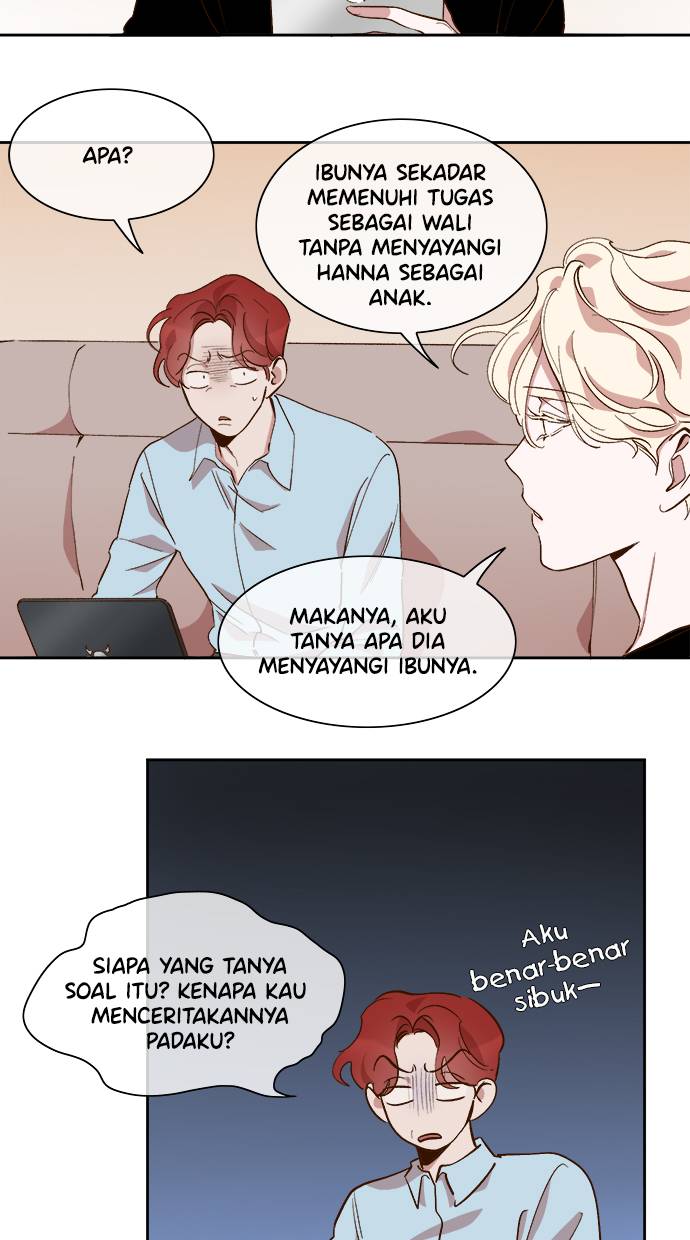 APA?
IBUNYA SEKADAR
MEMENUHI TUGAS
SEBAGAI WALI
TANPA MENYAYANGI
HANNA SEBAGAI
ANAK.
MAKANYA, AKU
TANYA APA DIA
MENYAYANGI IBUNYA.
SIAPA YANG TANYA
SOAL ITU? KENAPA KAU
MENCERITAKANNYA
PADAKU?
Aku
benar-benar
sibuk—